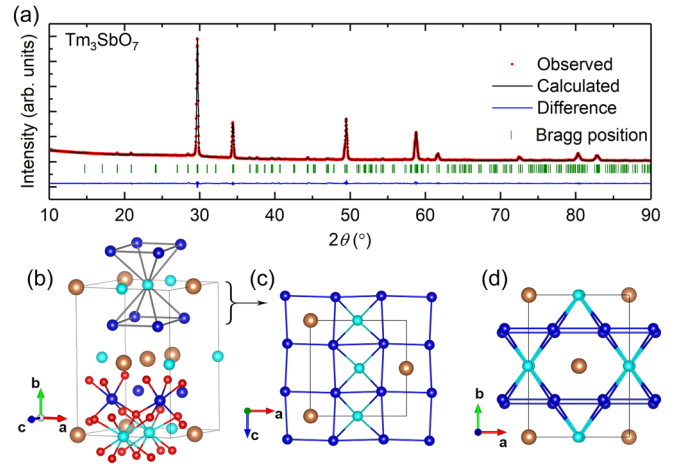 (a)
Tm₃SbO₇
Observed
Calculated
Difference
Bragg position
Intensity (arb. units)
10 20 30 40 50 60 70 80 90
2θ (°)
(b) (c) (d)
b
c a
a
c
b
a